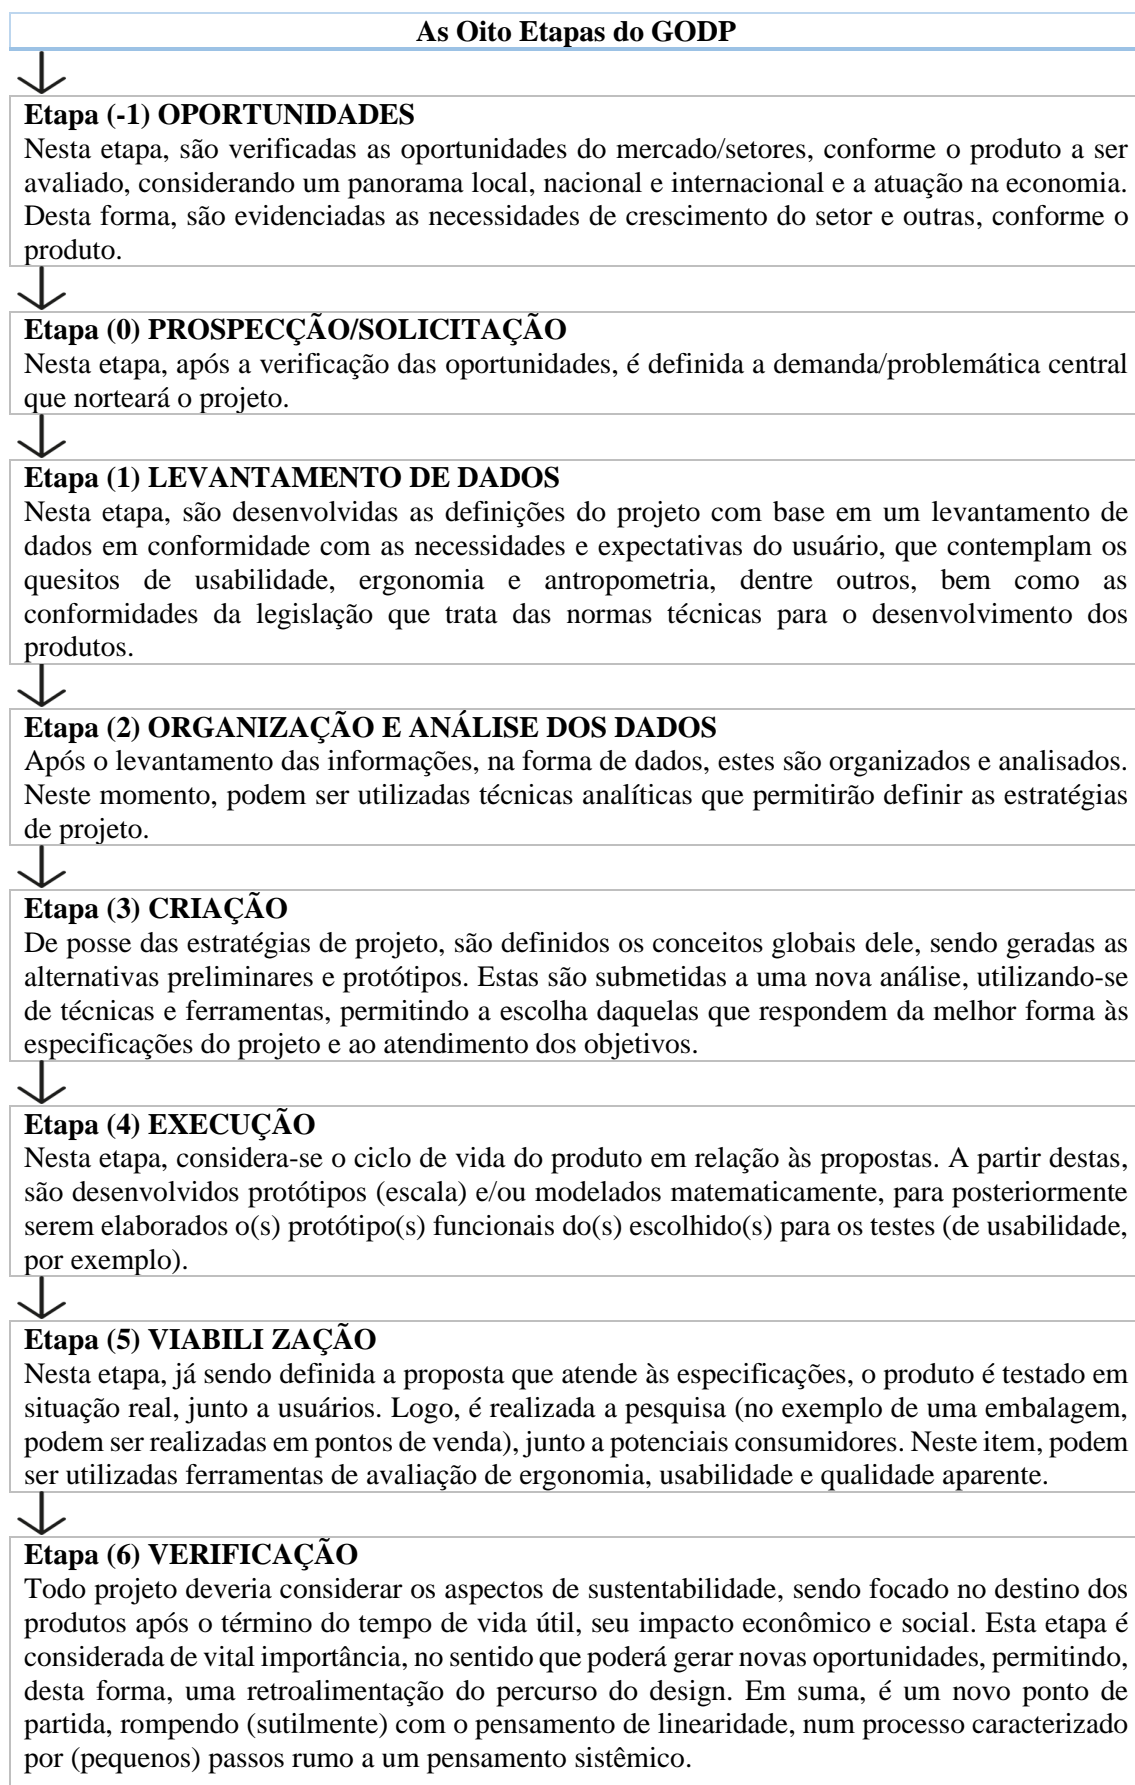 As Oito Etapas do GODP
Etapa (-1) OPORTUNIDADES
Nesta etapa, são verificadas as oportunidades do mercado/setores, conforme o produto a ser
avaliado, considerando um panorama local, nacional e internacional e a atuação na economia.
Desta forma, são evidenciadas as necessidades de crescimento do setor e outras, conforme o
produto.
Etapa (0) PROSPECÇÃO/SOLICITAÇÃO
Nesta etapa, após a verificação das oportunidades, é definida a demanda/problemática central
que norteará o projeto.
Etapa (1) LEVANTAMENTO DE DADOS
Nesta etapa, são desenvolvidas as definições do projeto com base em um levantamento de
dados em conformidade com as necessidades e expectativas do usuário, que contemplam os
quesitos de usabilidade, ergonomia e antropometria, dentre outros, bem como as
conformidades da legislação que trata das normas técnicas para o desenvolvimento dos
produtos.
Etapa (2) ORGANIZAÇÃO E ANÁLISE DOS DADOS
Após o levantamento das informações, na forma de dados, estes são organizados e analisados.
Neste momento, podem ser utilizadas técnicas analíticas que permitirão definir as estratégias
de projeto.
Etapa (3) CRIAÇÃO
De posse das estratégias de projeto, são definidos os conceitos globais dele, sendo geradas as
alternativas preliminares e protótipos. Estas são submetidas a uma nova análise, utilizando-se
de técnicas e ferramentas, permitindo a escolha daquelas que respondem da melhor forma às
especificações do projeto e ao atendimento dos objetivos.
Etapa (4) EXECUÇÃO
Nesta etapa, considera-se o ciclo de vida do produto em relação às propostas. A partir destas,
são desenvolvidos protótipos (escala) e/ou modelados matematicamente, para posteriormente
serem elaborados o(s) protótipo(s) funcionais do(s) escolhido(s) para os testes (de usabilidade,
por exemplo).
Etapa (5) VIABILI ZAÇÃO
Nesta etapa, já sendo definida a proposta que atende às especificações, o produto é testado em
situação real, junto a usuários. Logo, é realizada a pesquisa (no exemplo de uma embalagem,
podem ser realizadas em pontos de venda), junto a potenciais consumidores. Neste item, podem
ser utilizadas ferramentas de avaliação de ergonomia, usabilidade e qualidade aparente.
Etapa (6) VERIFICAÇÃO
Todo projeto deveria considerar os aspectos de sustentabilidade, sendo focado no destino dos
produtos após o término do tempo de vida útil, seu impacto econômico e social. Esta etapa é
considerada de vital importância, no sentido que poderá gerar novas oportunidades, permitindo,
desta forma, uma retroalimentação do percurso do design. Em suma, é um novo ponto de
partida, rompendo (sutilmente) com o pensamento de linearidade, num processo caracterizado
por (pequenos) passos rumo a um pensamento sistêmico.